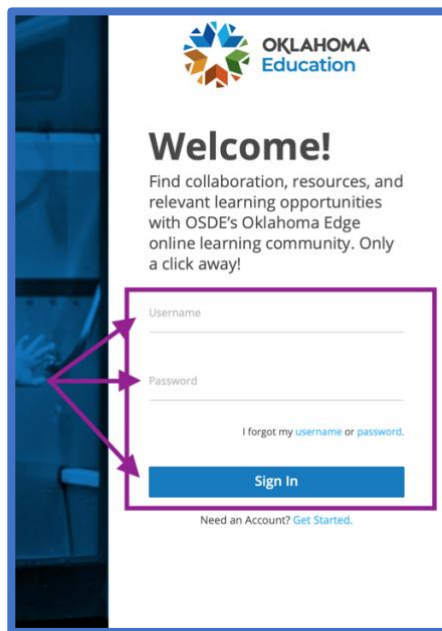 OKLAHOMA
Education
Welcome!
Find collaboration, resources, and
relevant learning opportunities
with OSDE's Oklahoma Edge
online learning community. Only
a click away!
Username
Password
I forgot my username or password.
Sign In
Need an Account? Get Started.